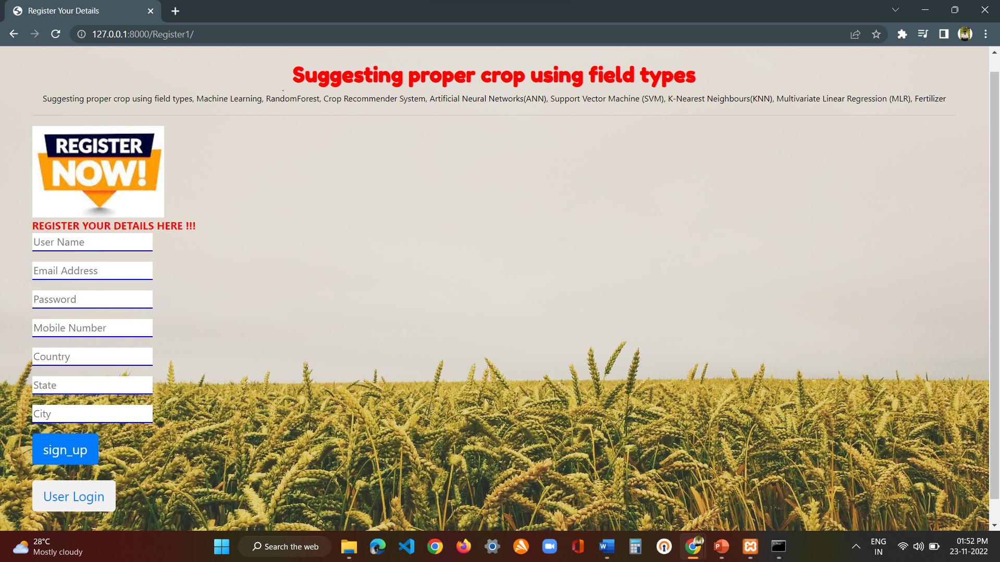 Register Your Details
127.0.0.1:8000/Register1/
Suggesting proper crop using field types
Suggesting proper crop using field types, Machine Learning, RandomForest, Crop Recommender System, Artificial Neural Networks(ANN), Support Vector Machine (SVM), K-Nearest Neighbours(KNN), Multivariate Linear Regression (MLR), Fertilizer
REGISTER
NOW!
REGISTER YOUR DETAILS HERE !!!
User Name
Email Address
Password
Mobile Number
Country
State
City
sign_up
User Login
28°C
Mostly cloudy
Search the web
ENG
IN
01:52 PM
23-11-2022